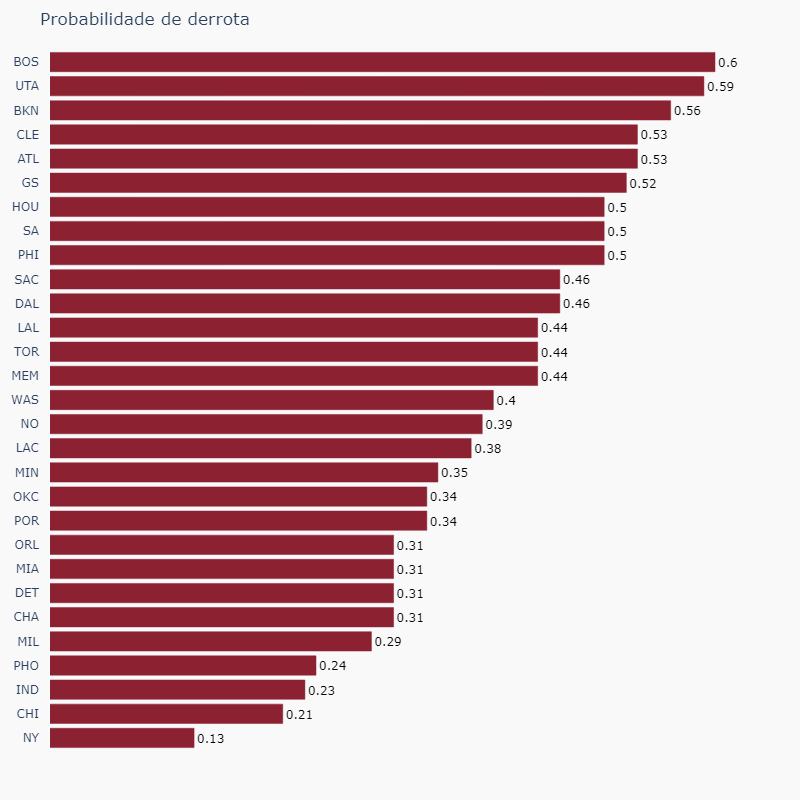 Probabilidade de derrota
BOS 0.6
UTA 0.59
BKN 0.56
CLE 0.53
ATL 0.53
GS 0.52
HOU 0.5
SA 0.5
PHI 0.5
SAC 0.46
DAL 0.46
LAL 0.44
TOR 0.44
MEM 0.44
WAS 0.4
NO 0.39
LAC 0.38
MIN 0.35
OKC 0.34
POR 0.34
ORL 0.31
MIA 0.31
DET 0.31
CHA 0.31
MIL 0.29
PHO 0.24
IND 0.23
CHI 0.21
NY 0.13